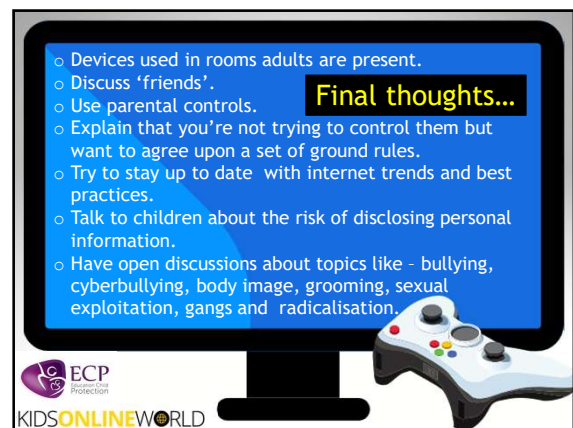 o Devices used in rooms adults are present.
o Discuss ‘friends’.
o Use parental controls.
Final thoughts…
o Explain that you’re not trying to control them but
want to agree upon a set of ground rules.
o Try to stay up to date with internet trends and best
practices.
o Talk to children about the risk of disclosing personal
information.
o Have open discussions about topics like – bullying,
cyberbullying, body image, grooming, sexual
exploitation, gangs and radicalisation.
ECP
Education Child
Protection
KIDSONLINEWORLD